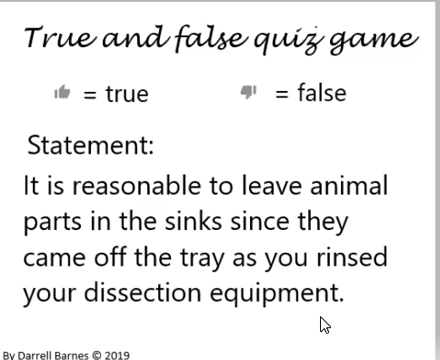 True and false quiz game
= true = false
Statement:
It is reasonable to leave animal
parts in the sinks since they
came off the tray as you rinsed
your dissection equipment.
By Darrell Barnes © 2019